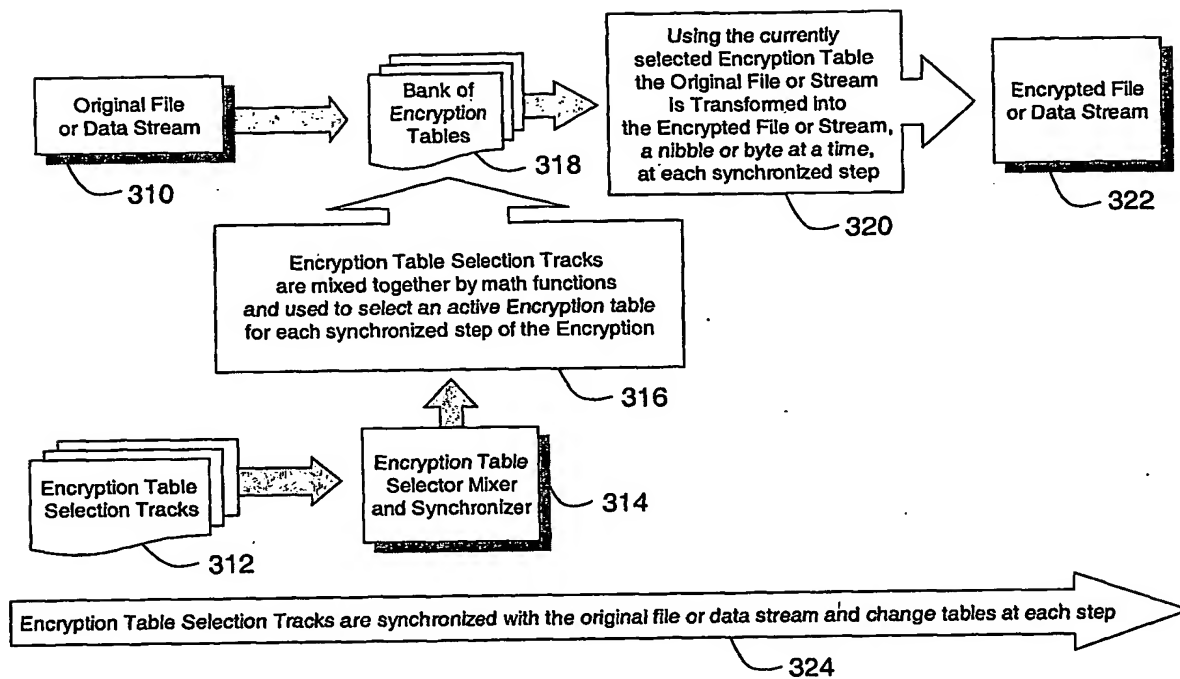 Original File
or Data Stream
310
Bank of
Encryption
Tables
318
Using the currently
selected Encryption Table
the Original File or Stream
is Transformed into
the Encrypted File or Stream,
a nibble or byte at a time,
at each synchronized step
320
Encrypted File
or Data Stream
322
Encryption Table Selection Tracks
are mixed together by math functions
and used to select an active Encryption table
for each synchronized step of the Encryption
316
Encryption Table
Selection Tracks
312
Encryption Table
Selector Mixer
and Synchronizer
314
Encryption Table Selection Tracks are synchronized with the original file or data stream and change tables at each step
324